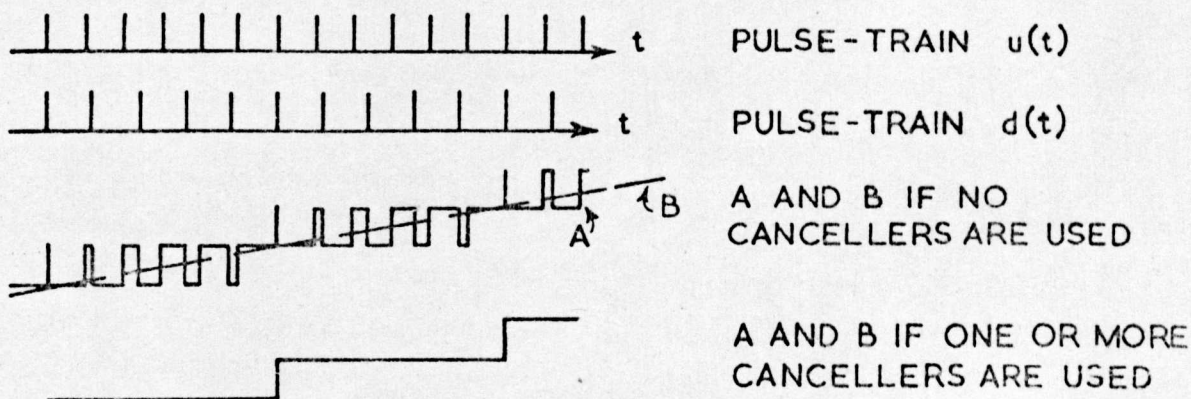 t PULSE-TRAIN u(t)
t PULSE-TRAIN d(t)
A B A AND B IF NO
CANCELLERS ARE USED
A AND B IF ONE OR MORE
CANCELLERS ARE USED